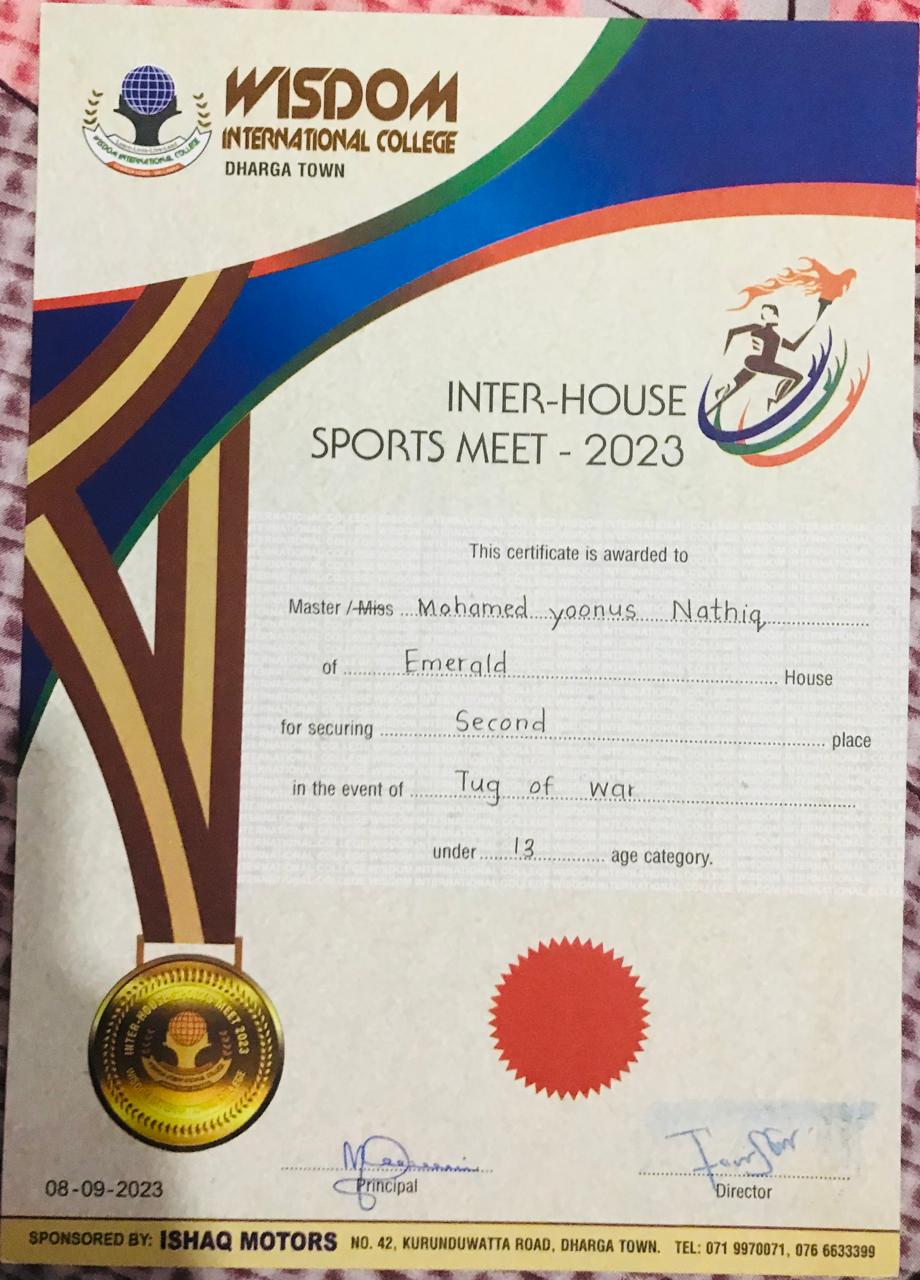 WISDOM
INTERNATIONAL COLLEGE
DHARGA TOWN
WISDOM INTERNATIONAL COLLEGE
INTER-HOUSE
SPORTS MEET - 2023
This certificate is awarded to
Master / Miss Mohamed yoonus Nathiq
of Emerald House
for securing Second place
in the event of Tug of war
under 13 age category.
INTER-HOUSE SPORTS MEET 2023
08-09-2023
Principal
Director
SPONSORED BY: ISHAQ MOTORS NO. 42, KURUNDUWATTA ROAD, DHARGA TOWN. TEL: 071 9970071, 076 6633399